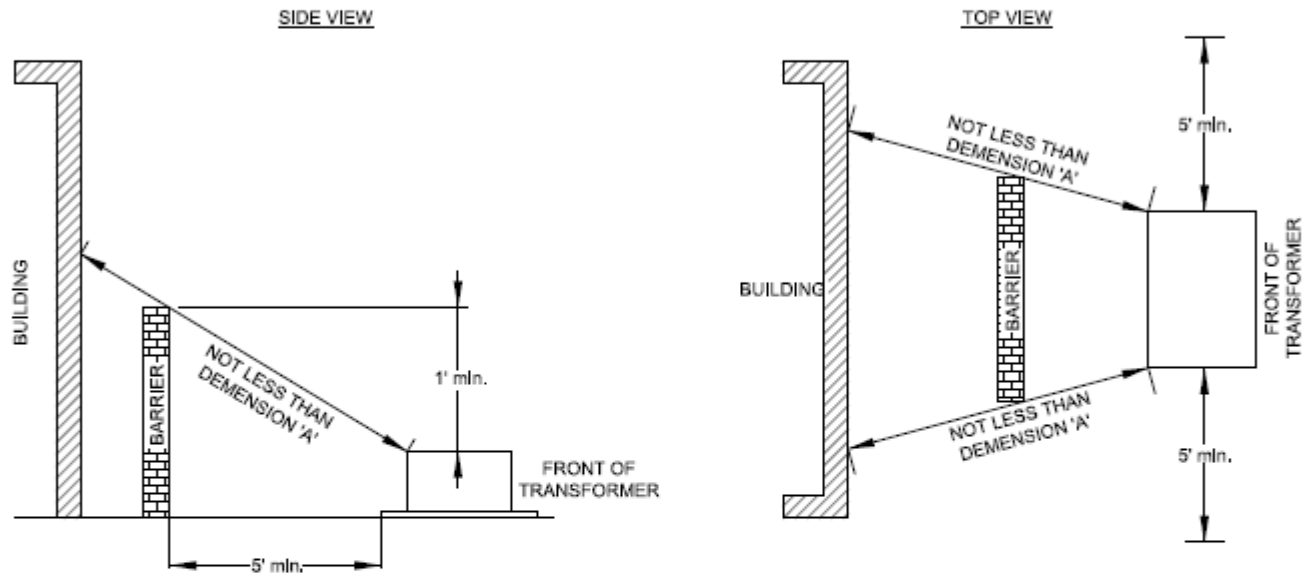 SIDE VIEW
BUILDING
BARRIER
NOT LESS THAN
DEMENSION 'A'
1' min.
FRONT OF
TRANSFORMER
5' min.
TOP VIEW
5' min.
NOT LESS THAN
DEMENSION 'A'
BUILDING
BARRIER
FRONT OF
TRANSFORMER
NOT LESS THAN
DEMENSION 'A'
5' min.